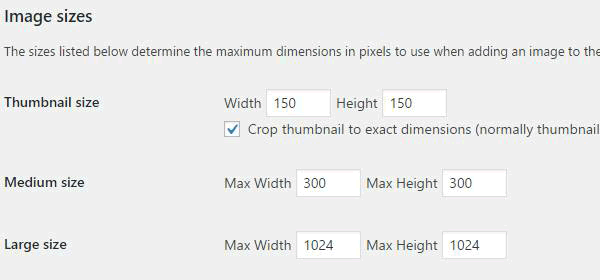 Image sizes
The sizes listed below determine the maximum dimensions in pixels to use when adding an image to the
Thumbnail size Width 150 Height 150
Crop thumbnail to exact dimensions (normally thumbnail
Medium size Max Width 300 Max Height 300
Large size Max Width 1024 Max Height 1024